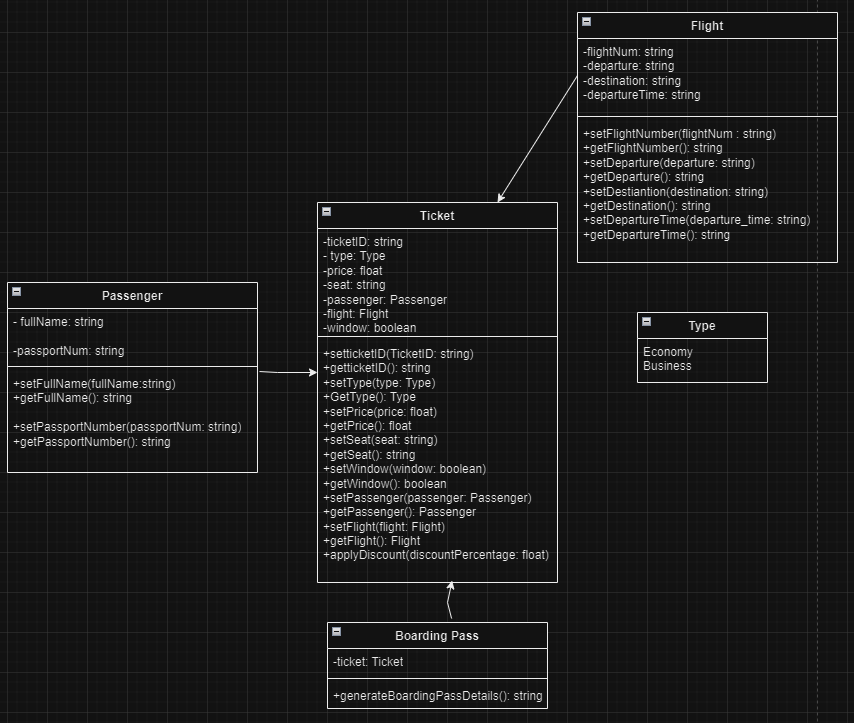 Flight
-flightNum: string
-departure: string
-destination: string
-departureTime: string
+setFlightNumber(flightNum : string)
+getFlightNumber(): string
+setDeparture(departure: string)
+getDeparture(): string
+setDestiantion(destination: string)
+getDestination(): string
+setDepartureTime(departure_time: string)
+getDepartureTime(): string
Ticket
-ticketID: string
- type: Type
-price: float
-seat: string
-passenger: Passenger
-flight: Flight
-window: boolean
+setticketID(TicketID: string)
+getticketID(): string
+setType(type: Type)
+GetType(): Type
+setPrice(price: float)
+getPrice(): float
+setSeat(seat: string)
+getSeat(): string
+setWindow(window: boolean)
+getWindow(): boolean
+setPassenger(passenger: Passenger)
+getPassenger(): Passenger
+setFlight(flight: Flight)
+getFlight(): Flight
+applyDiscount(discountPercentage: float)
Passenger
- fullName: string
-passportNum: string
+setFullName(fullName:string)
+getFullName(): string
+setPassportNumber(passportNum: string)
+getPassportNumber(): string
Type
Economy
Business
Boarding Pass
-ticket: Ticket
+generateBoardingPassDetails(): string